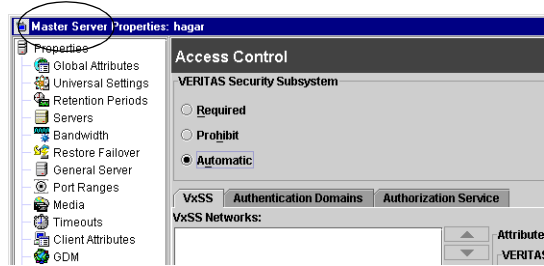 Master Server Properties: hagar
Properties
Global Attributes
Universal Settings
Retention Periods
Servers
Bandwidth
Restore Failover
General Server
Port Ranges
Media
Timeouts
Client Attributes
GDM
Access Control
VERITAS Security Subsystem
Required
Prohibit
Automatic
VxSS Authentication Domains Authorization Service
VxSS Networks:
Attribute
VERITAS